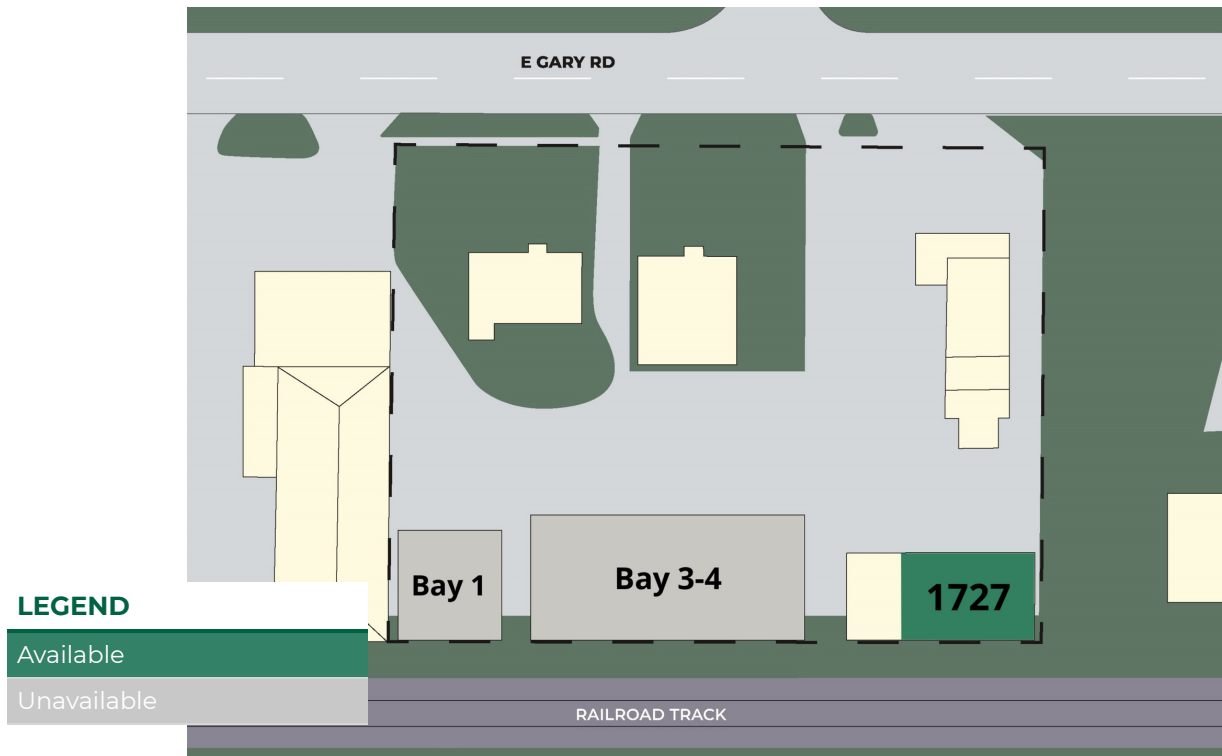 E GARY RD
Bay 1
Bay 3-4
1727
LEGEND
Available
Unavailable
RAILROAD TRACK